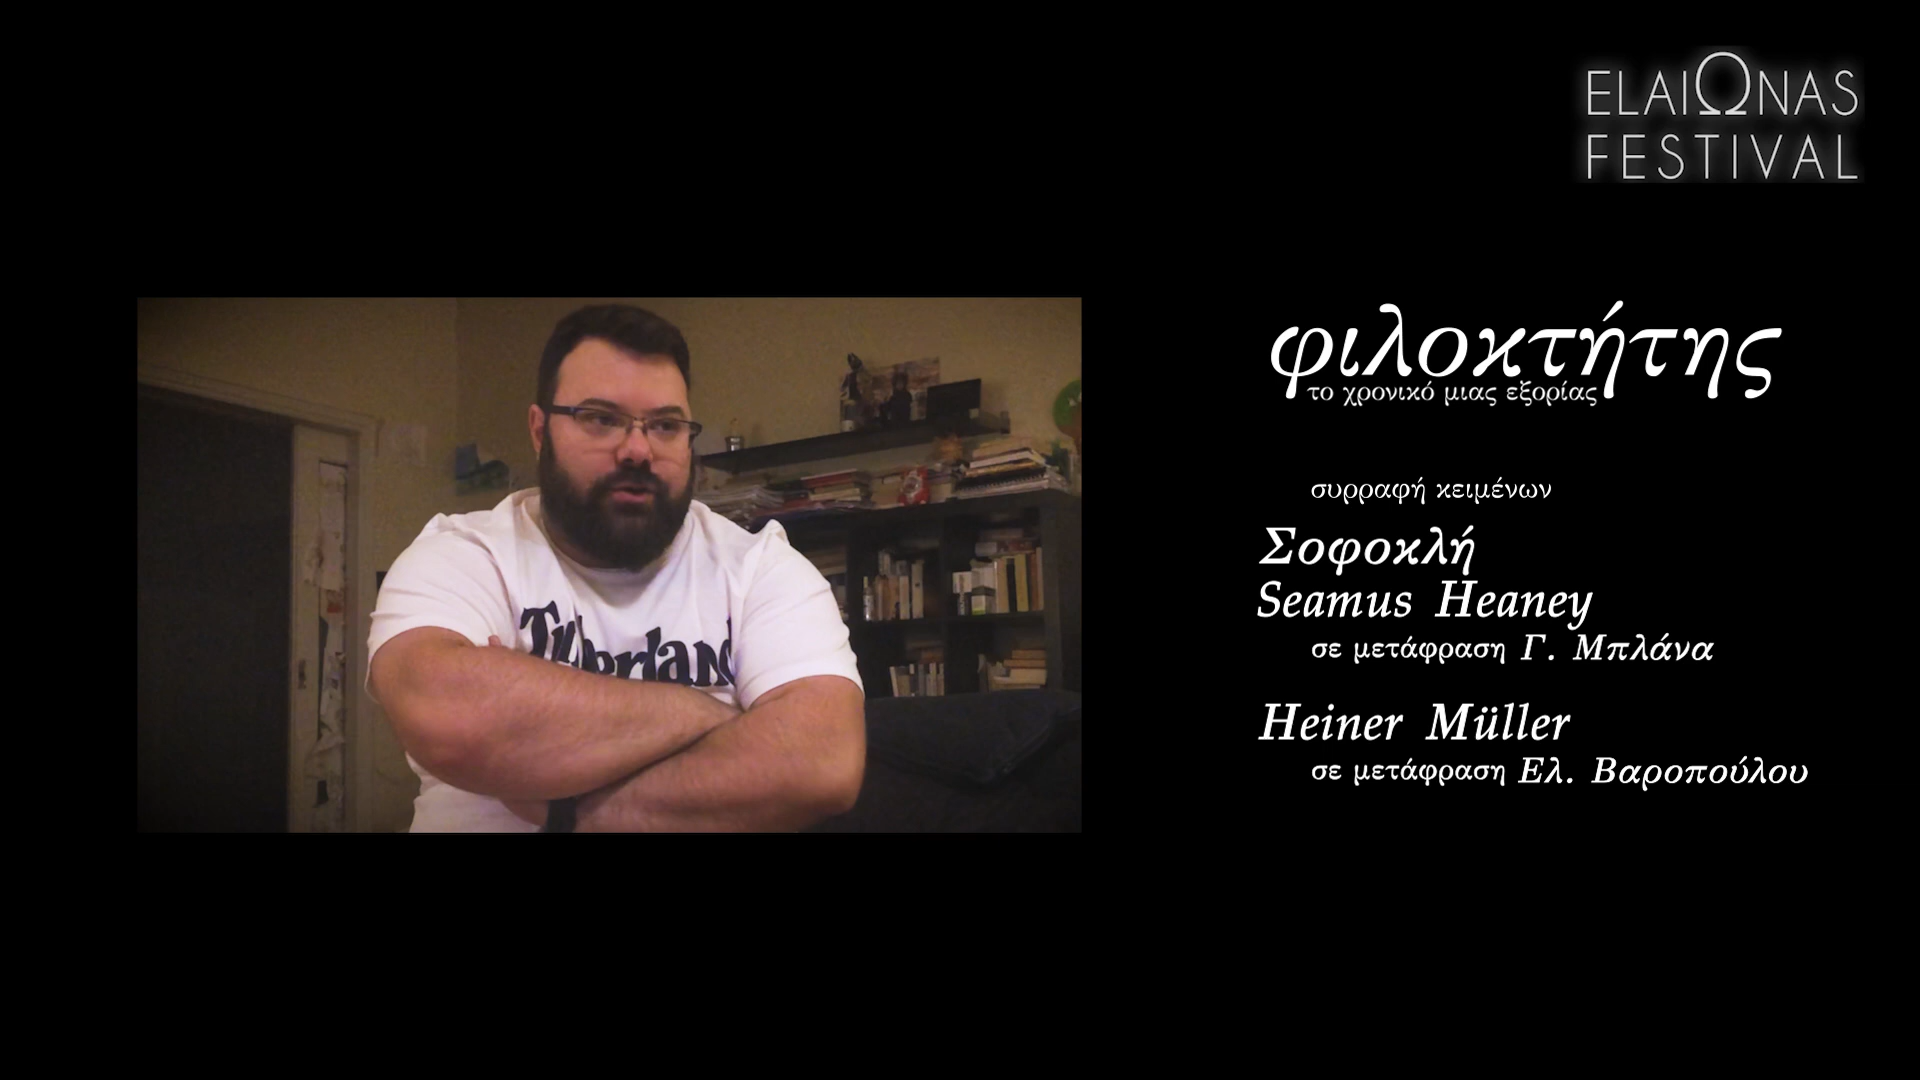 ELAIΩNAS
FESTIVAL
φιλοκτήτης
το χρονικό μιας εξορίας
συρραφή κειμένων
Σοφοκλή
Seamus Heaney
σε μετάφραση Γ. Μπλάνα
Heiner Müller
σε μετάφραση Ελ. Βαροπούλου
Timberland